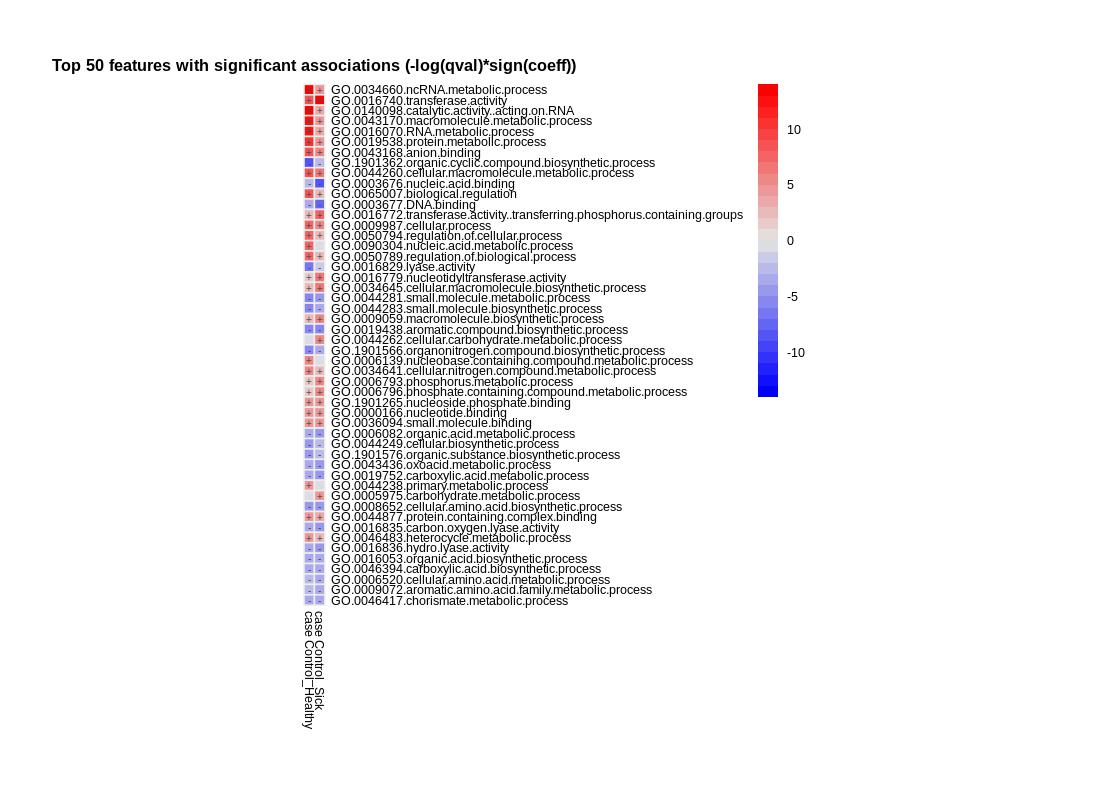 Top 50 features with significant associations (-log(qval)*sign(coeff))
GO.0034660.ncRNA.metabolic.process
GO.0016740.transferase.activity
GO.0140098.catalytic.activity..acting.on.RNA
GO.0043170.macromolecule.metabolic.process
GO.0016070.RNA.metabolic.process
GO.0019538.protein.metabolic.process
GO.0043168.anion.binding
GO.1901362.organic.cyclic.compound.biosynthetic.process
GO.0044260.cellular.macromolecule.metabolic.process
GO.0003676.nucleic.acid.binding
GO.0065007.biological.regulation
GO.0003677.DNA.binding
GO.0016772.transferase.activity..transferring.phosphorus.containing.groups
GO.0009987.cellular.process
GO.0050794.regulation.of.cellular.process
GO.0090304.nucleic.acid.metabolic.process
GO.0050789.regulation.of.biological.process
GO.0016829.lyase.activity
GO.0016779.nucleotidyltransferase.activity
GO.0034645.cellular.macromolecule.biosynthetic.process
GO.0044281.small.molecule.metabolic.process
GO.0044283.small.molecule.biosynthetic.process
GO.0009059.macromolecule.biosynthetic.process
GO.0019438.aromatic.compound.biosynthetic.process
GO.0044262.cellular.carbohydrate.metabolic.process
GO.1901566.organonitrogen.compound.biosynthetic.process
GO.0006139.nucleobase.containing.compound.metabolic.process
GO.0034641.cellular.nitrogen.compound.metabolic.process
GO.0006793.phosphorus.metabolic.process
GO.0006796.phosphate.containing.compound.metabolic.process
GO.1901265.nucleoside.phosphate.binding
GO.0000166.nucleotide.binding
GO.0036094.small.molecule.binding
GO.0006082.organic.acid.metabolic.process
GO.0044249.cellular.biosynthetic.process
GO.1901576.organic.substance.biosynthetic.process
GO.0043436.oxoacid.metabolic.process
GO.0019752.carboxylic.acid.metabolic.process
GO.0044238.primary.metabolic.process
GO.0005975.carbohydrate.metabolic.process
GO.0008652.cellular.amino.acid.biosynthetic.process
GO.0044877.protein.containing.complex.binding
GO.0016835.carbon.oxygen.lyase.activity
GO.0046483.heterocycle.metabolic.process
GO.0016836.hydro.lyase.activity
GO.0016053.organic.acid.biosynthetic.process
GO.0046394.carboxylic.acid.biosynthetic.process
GO.0006520.cellular.amino.acid.metabolic.process
GO.0009072.aromatic.amino.acid.family.metabolic.process
GO.0046417.chorismate.metabolic.process
case Control_Healthy
case Control_Sick
10
5
0
-5
-10